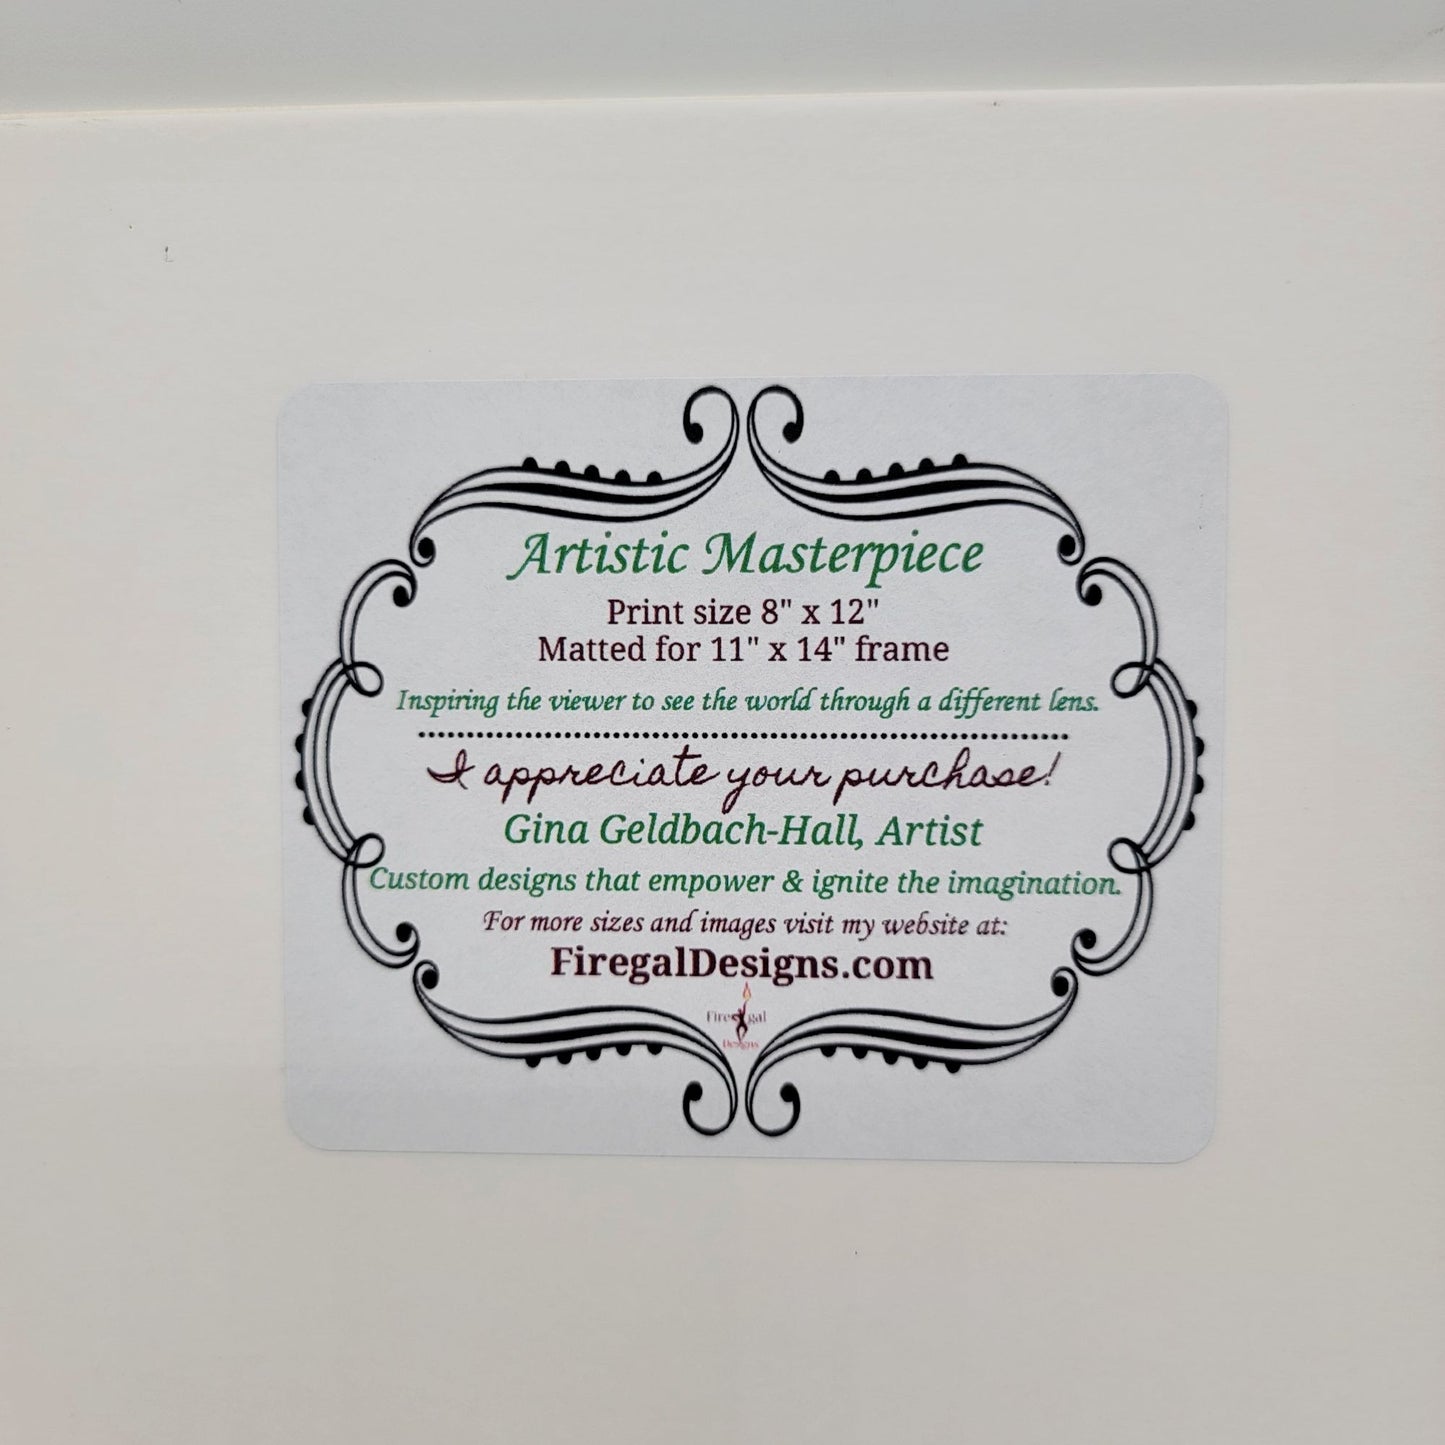 Artistic Masterpiece
Print size 8" x 12"
Matted for 11" x 14" frame
Inspiring the viewer to see the world through a different lens.
I appreciate your purchase!
Gina Geldbach-Hall, Artist
Custom designs that empower & ignite the imagination.
For more sizes and images visit my website at:
FiregalDesigns.com
Firegal
Designs